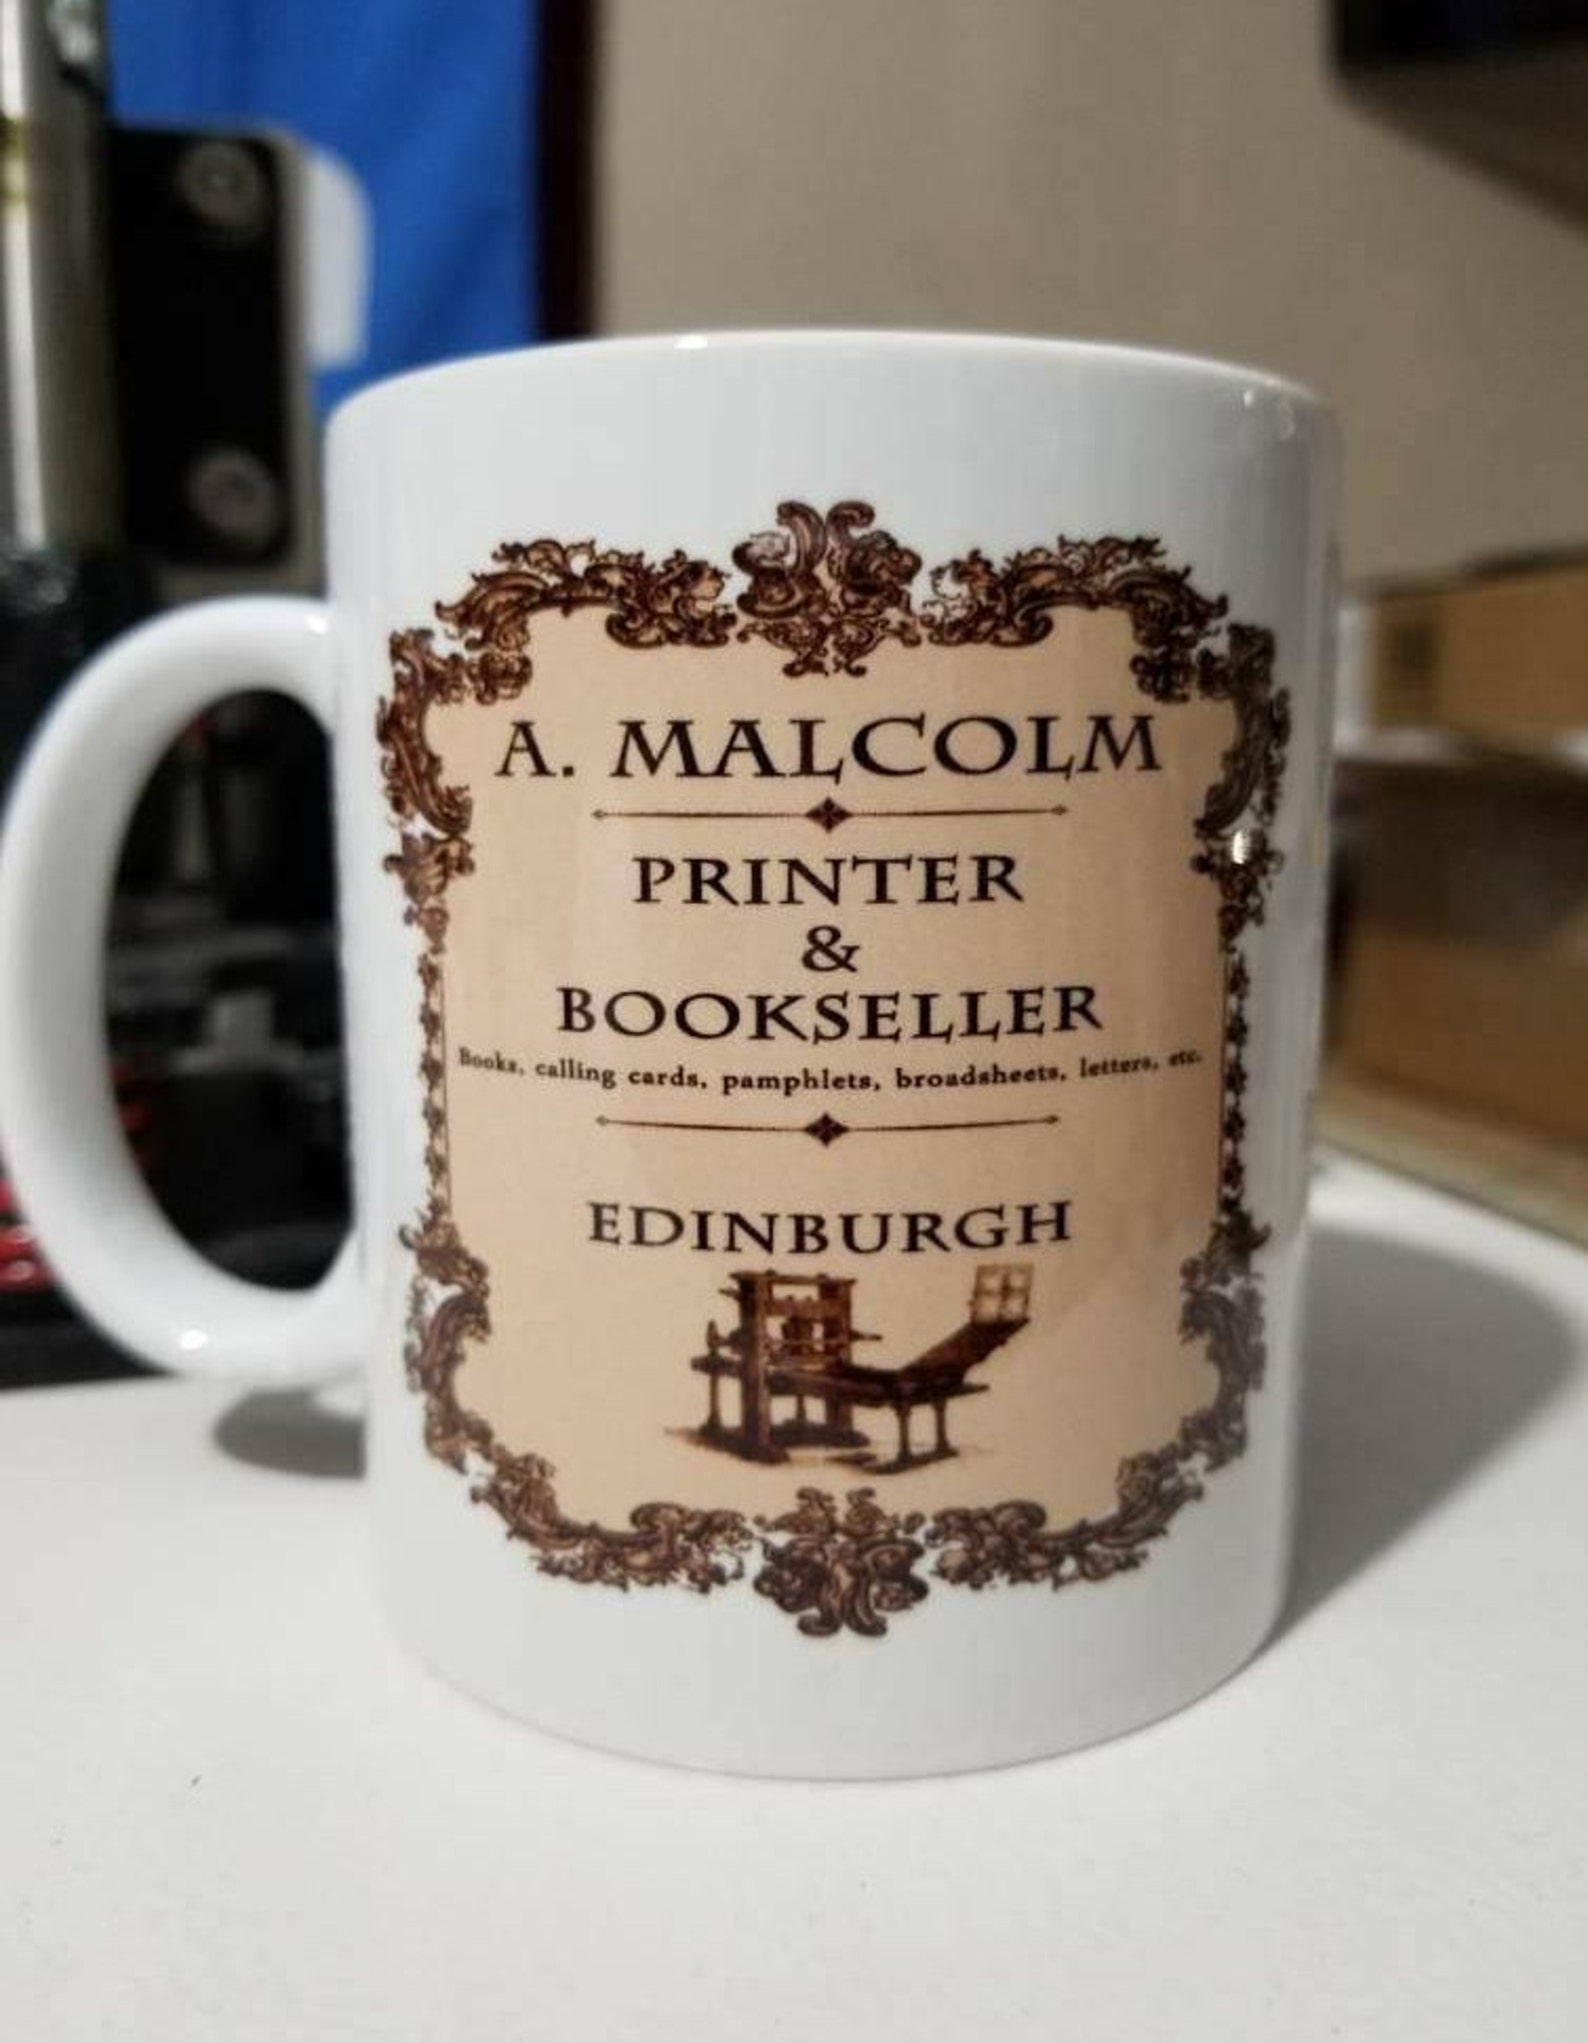 A. MALCOLM
PRINTER
&
BOOKSELLER
Books, calling cards, pamphlets, broadsheets, letters, etc.
EDINBURGH